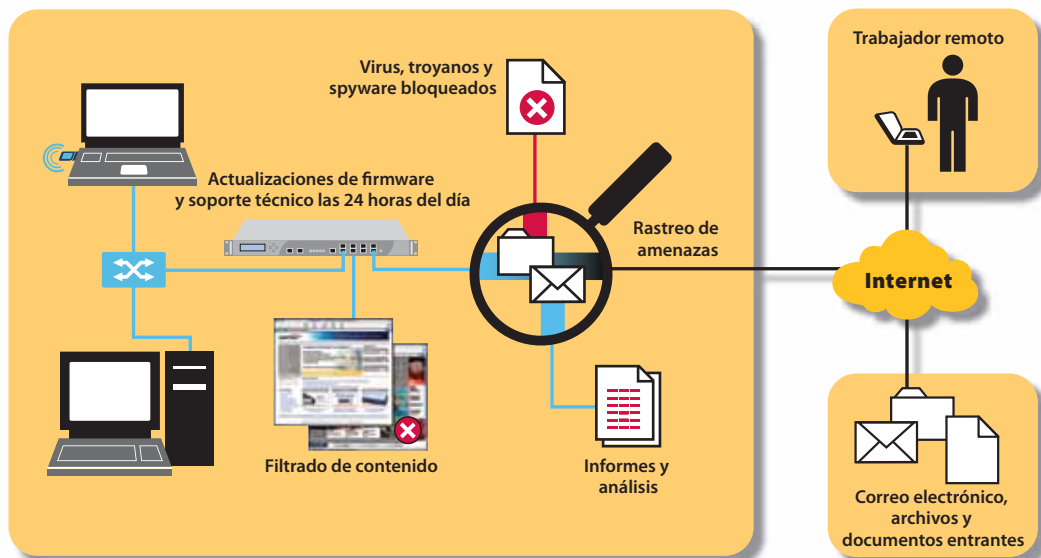 Virus, troyanos y
spyware bloqueados
Trabajador remoto
Actualizaciones de firmware
y soporte técnico las 24 horas del día
Rastreo de
amenazas
Internet
Filtrado de contenido
Informes y
análisis
Correo electrónico,
archivos y
documentos entrantes